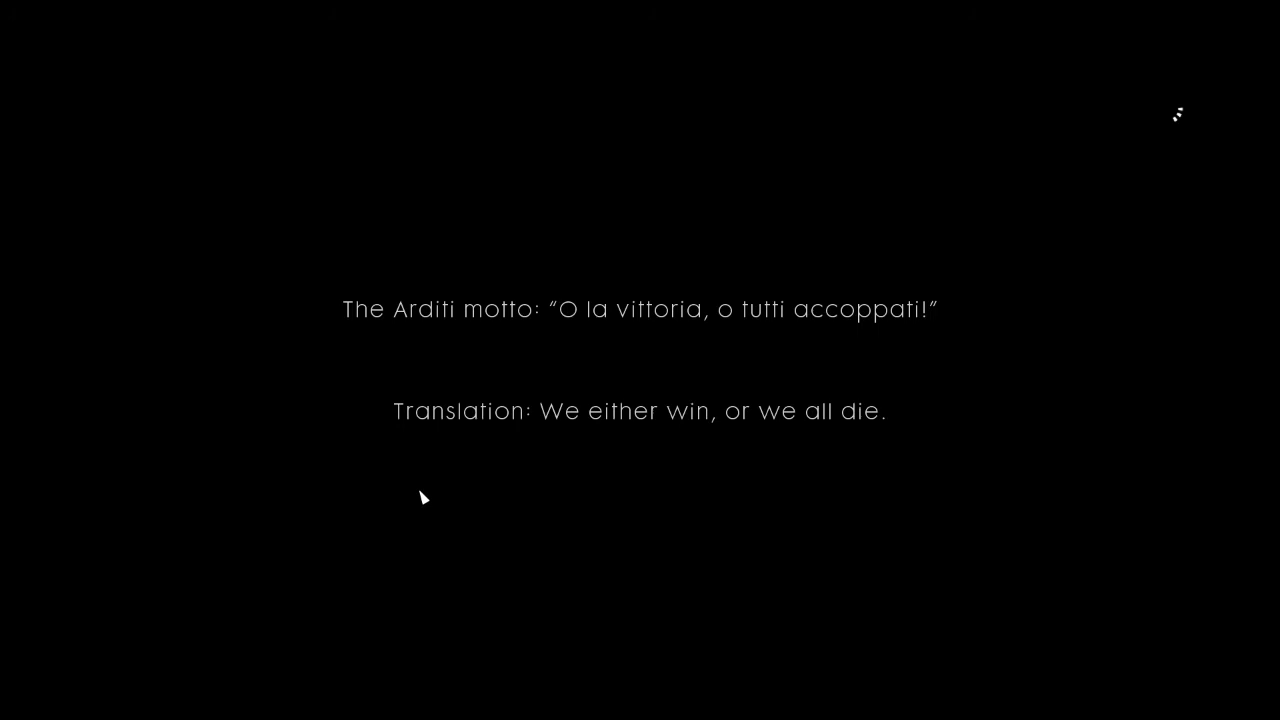 The Arditi motto: “O la vittoria, o tutti accoppati!”
Translation: We either win, or we all die.